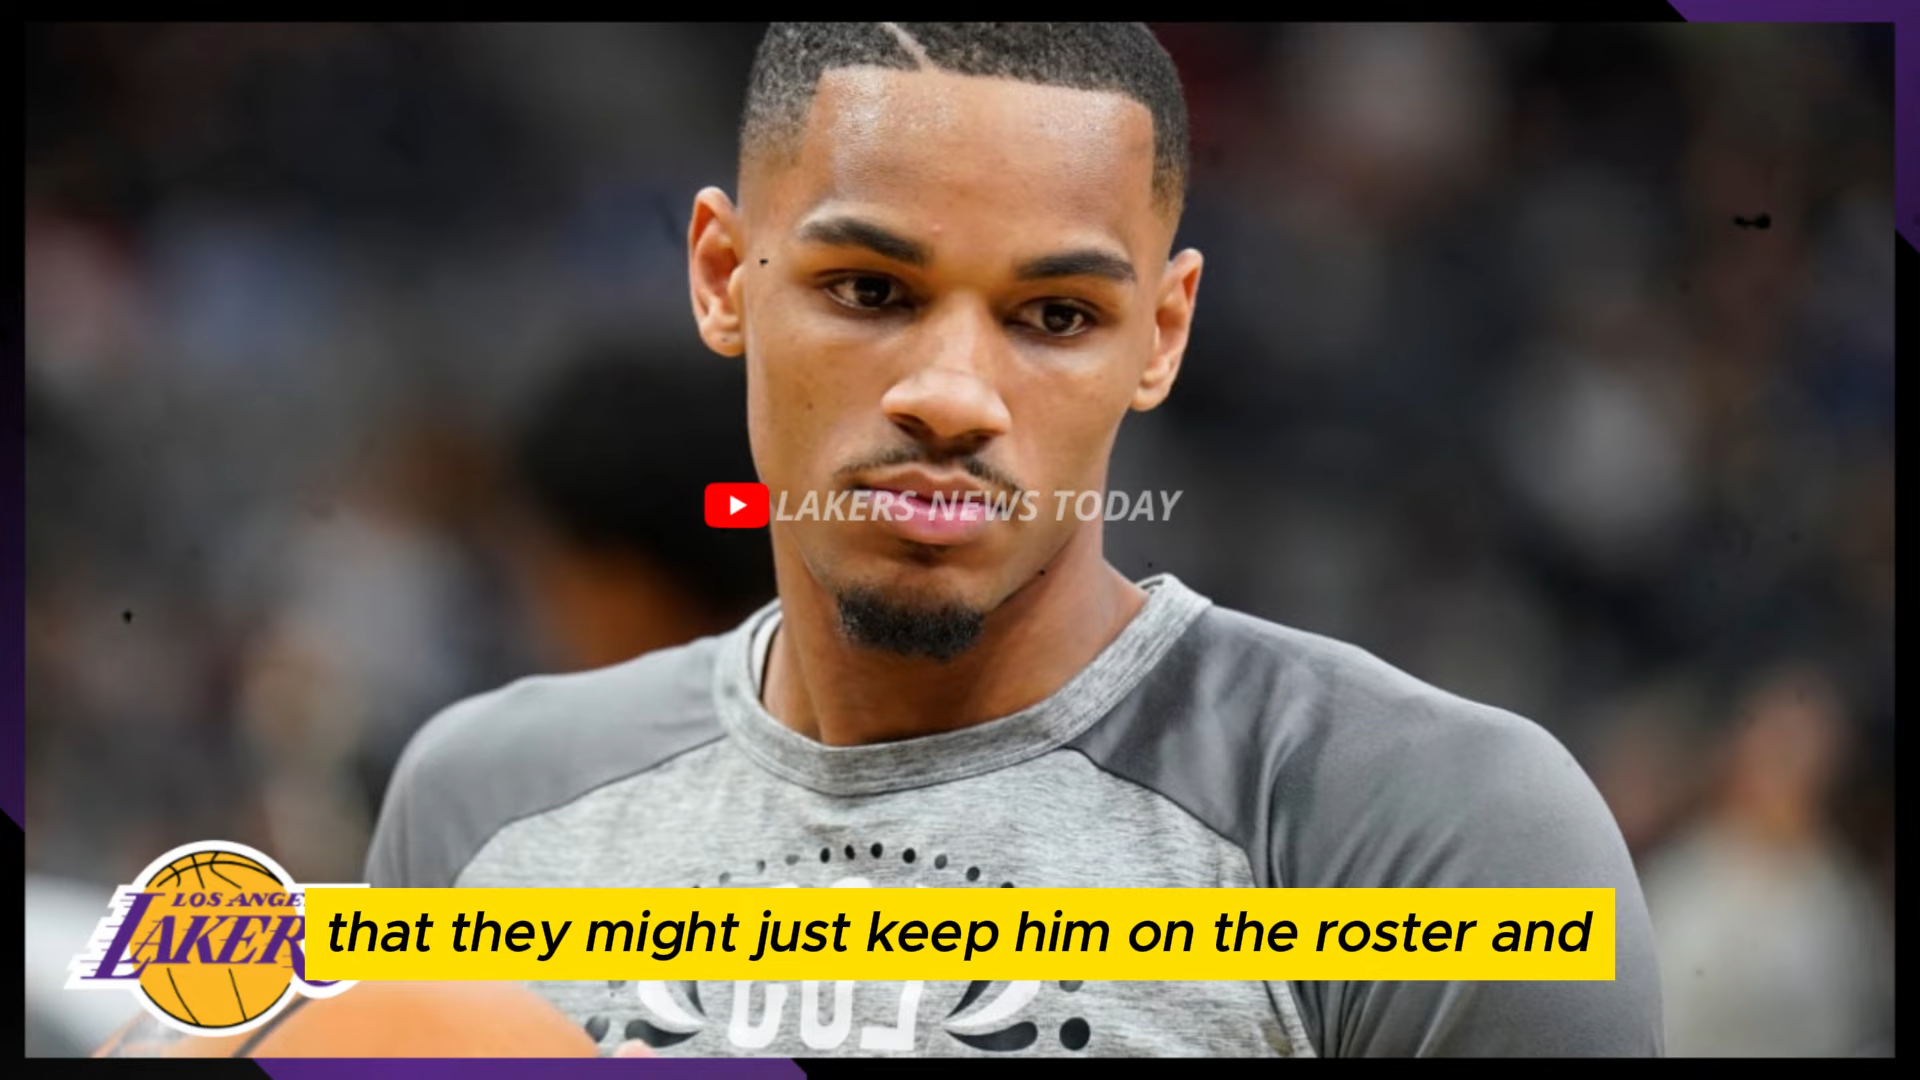 LAKERS NEWS TODAY
LOS ANGE
LAKER
that they might just keep him on the roster and